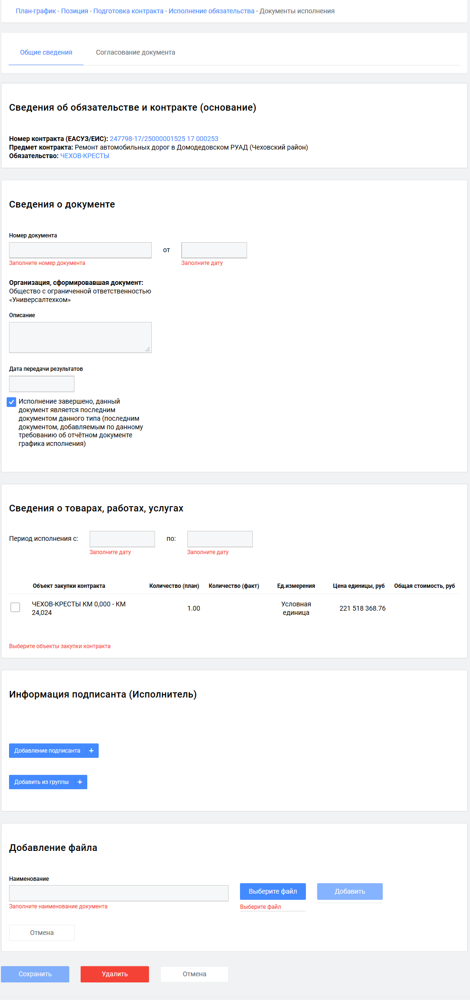 План-график - Позиция - Подготовка контракта - Исполнение обязательства - Документы исполнения
Общие сведения Согласование документа
Сведения об обязательстве и контракте (основание)
Номер контракта (ЕАСУЗ/ЕИС): 247798-17/25000001525 17 000253
Предмет контракта: Ремонт автомобильных дорог в Домодедовском РУАД (Чеховский район)
Обязательство: ЧЕХОВ-КРЕСТЫ
Сведения о документе
Номер документа
от
Заполните номер документа Заполните дату
Организация, сформировавшая документ:
Общество с ограниченной ответственностью
«Универсалтехком»
Описание
Дата передачи результатов
Исполнение завершено, данный
документ является последним
документом данного типа (последним
документом, добавляемым по данному
требованию об отчётном документе
графика исполнения)
Сведения о товарах, работах, услугах
Период исполнения с: по:
Заполните дату Заполните дату
Объект закупки контракта Количество (план) Количество (факт) Ед.измерения Цена единицы, руб Общая стоимость, руб
ЧЕХОВ-КРЕСТЫ КМ 0,000 - КМ
24,024
1.00 Условная
единица
221 518 368.76
Выберите объекты закупки контракта
Информация подписанта (Исполнитель)
Добавление подписанта +
Добавить из группы +
Добавление файла
Наименование
Выберите файл Добавить
Заполните наименование документа Выберите файл
Отмена
Сохранить Удалить Отмена